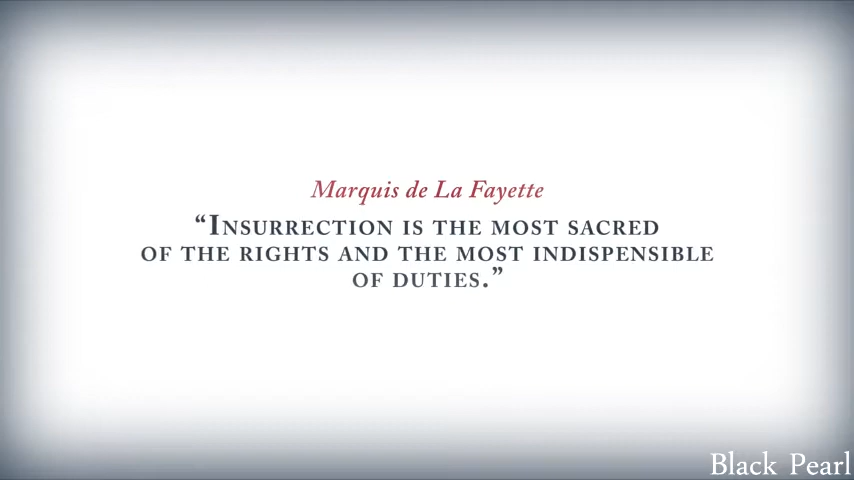 Marquis de La Fayette
“Insurrection is the most sacred
of the rights and the most indispensible
of duties.”
Black Pearl